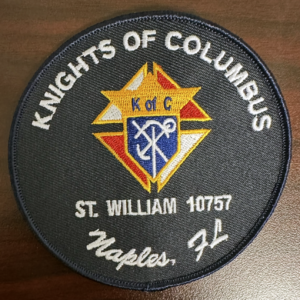 KNIGHTS OF COLUMBUS
K of C
ST. WILLIAM 10757
Naples, FL